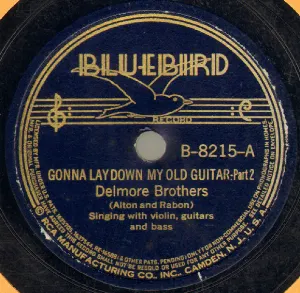 BLUEBIRD
RECORD
B-8215-A
GONNA LAY DOWN MY OLD GUITAR-Part 2
Delmore Brothers
(Alton and Rabon)
Singing with violin, guitars
and bass
RCA MANUFACTURING CO., INC., CAMDEN, N. J., U. S. A.